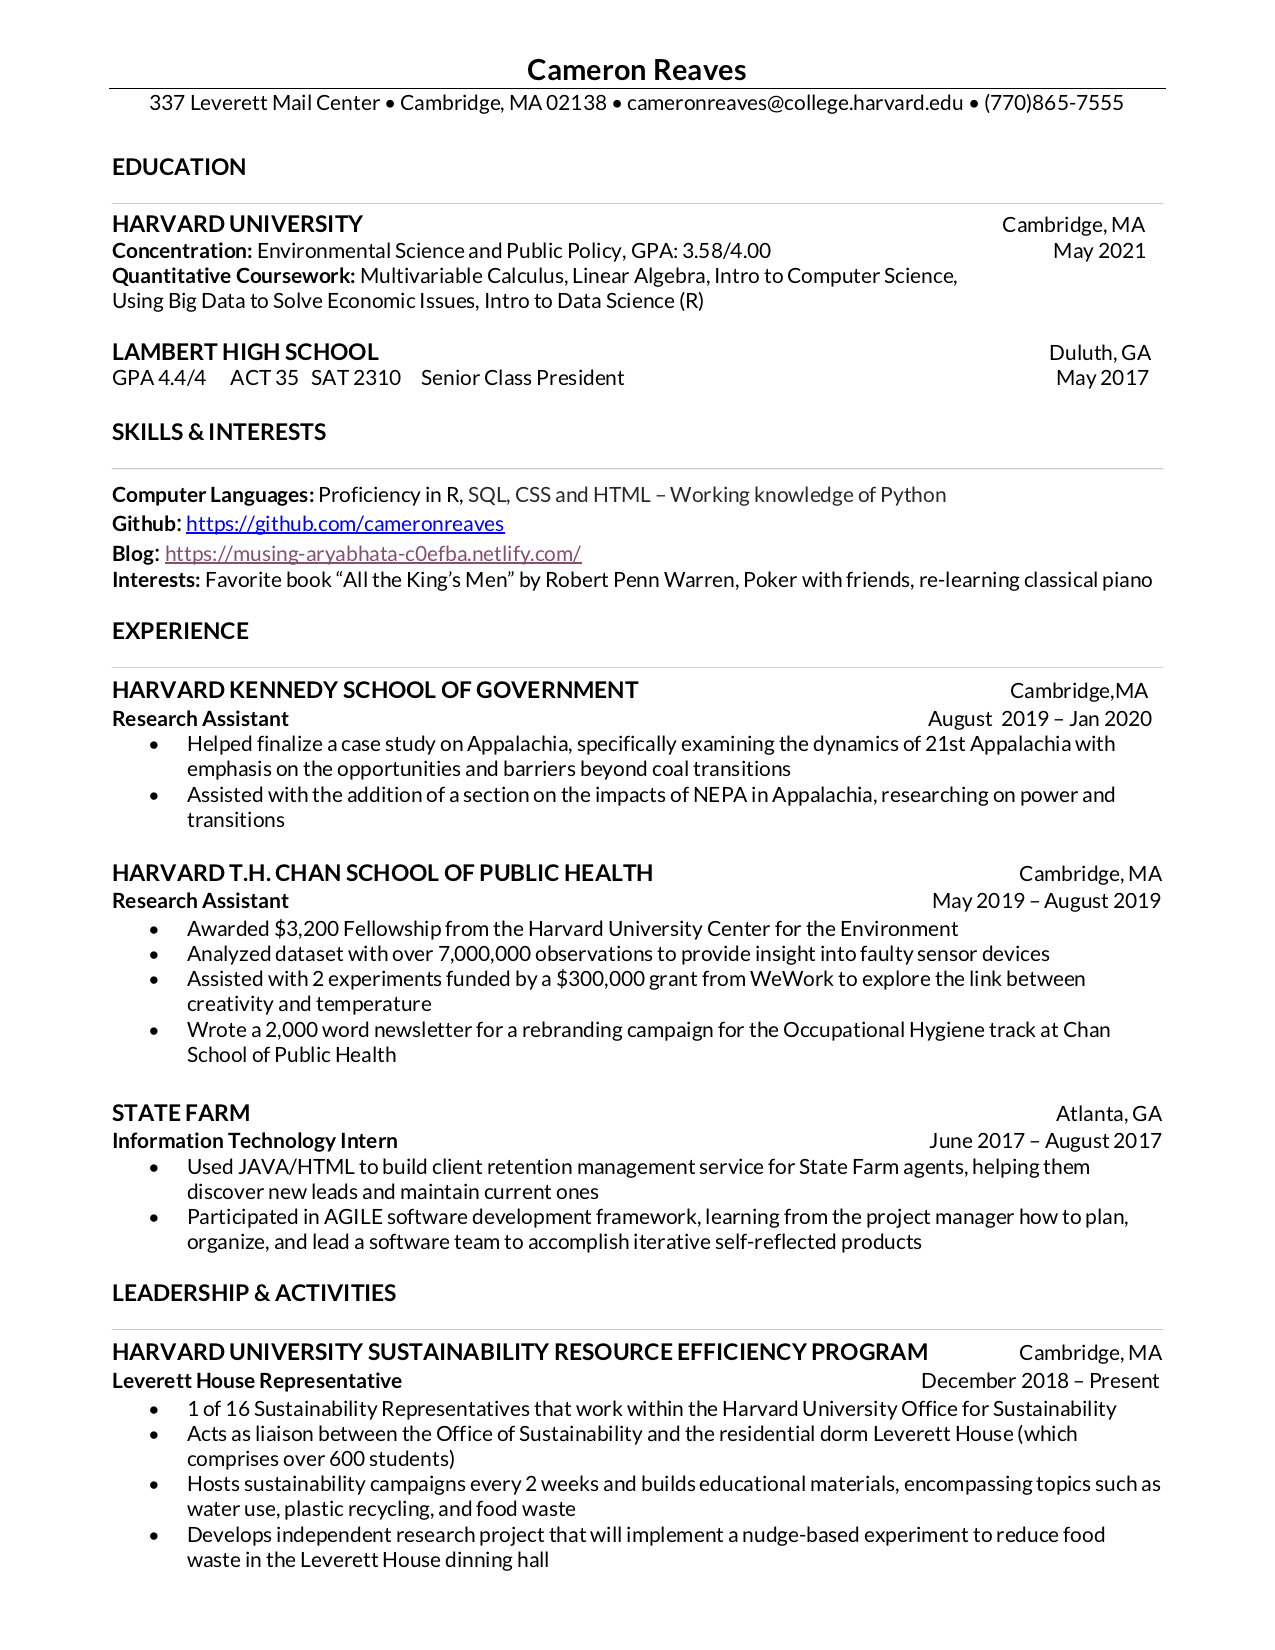 Cameron Reaves
337 Leverett Mail Center • Cambridge, MA 02138 • cameronreaves@college.harvard.edu • (770)865-7555
EDUCATION
HARVARD UNIVERSITY Cambridge, MA
Concentration: Environmental Science and Public Policy, GPA: 3.58/4.00 May 2021
Quantitative Coursework: Multivariable Calculus, Linear Algebra, Intro to Computer Science,
Using Big Data to Solve Economic Issues, Intro to Data Science (R)
LAMBERT HIGH SCHOOL Duluth, GA
GPA 4.4/4 ACT 35 SAT 2310 Senior Class President May 2017
SKILLS & INTERESTS
Computer Languages: Proficiency in R, SQL, CSS and HTML – Working knowledge of Python
Github: https://github.com/cameronreaves
Blog: https://musing-aryabhata-c0efba.netlify.com/
Interests: Favorite book “All the King’s Men” by Robert Penn Warren, Poker with friends, re-learning classical piano
EXPERIENCE
HARVARD KENNEDY SCHOOL OF GOVERNMENT Cambridge,MA
Research Assistant August 2019 – Jan 2020
• Helped finalize a case study on Appalachia, specifically examining the dynamics of 21st Appalachia with
emphasis on the opportunities and barriers beyond coal transitions
• Assisted with the addition of a section on the impacts of NEPA in Appalachia, researching on power and
transitions
HARVARD T.H. CHAN SCHOOL OF PUBLIC HEALTH Cambridge, MA
Research Assistant May 2019 – August 2019
• Awarded $3,200 Fellowship from the Harvard University Center for the Environment
• Analyzed dataset with over 7,000,000 observations to provide insight into faulty sensor devices
• Assisted with 2 experiments funded by a $300,000 grant from WeWork to explore the link between
creativity and temperature
• Wrote a 2,000 word newsletter for a rebranding campaign for the Occupational Hygiene track at Chan
School of Public Health
STATE FARM Atlanta, GA
Information Technology Intern June 2017 – August 2017
• Used JAVA/HTML to build client retention management service for State Farm agents, helping them
discover new leads and maintain current ones
• Participated in AGILE software development framework, learning from the project manager how to plan,
organize, and lead a software team to accomplish iterative self-reflected products
LEADERSHIP & ACTIVITIES
HARVARD UNIVERSITY SUSTAINABILITY RESOURCE EFFICIENCY PROGRAM Cambridge, MA
Leverett House Representative December 2018 – Present
• 1 of 16 Sustainability Representatives that work within the Harvard University Office for Sustainability
• Acts as liaison between the Office of Sustainability and the residential dorm Leverett House (which
comprises over 600 students)
• Hosts sustainability campaigns every 2 weeks and builds educational materials, encompassing topics such as
water use, plastic recycling, and food waste
• Develops independent research project that will implement a nudge-based experiment to reduce food
waste in the Leverett House dinning hall